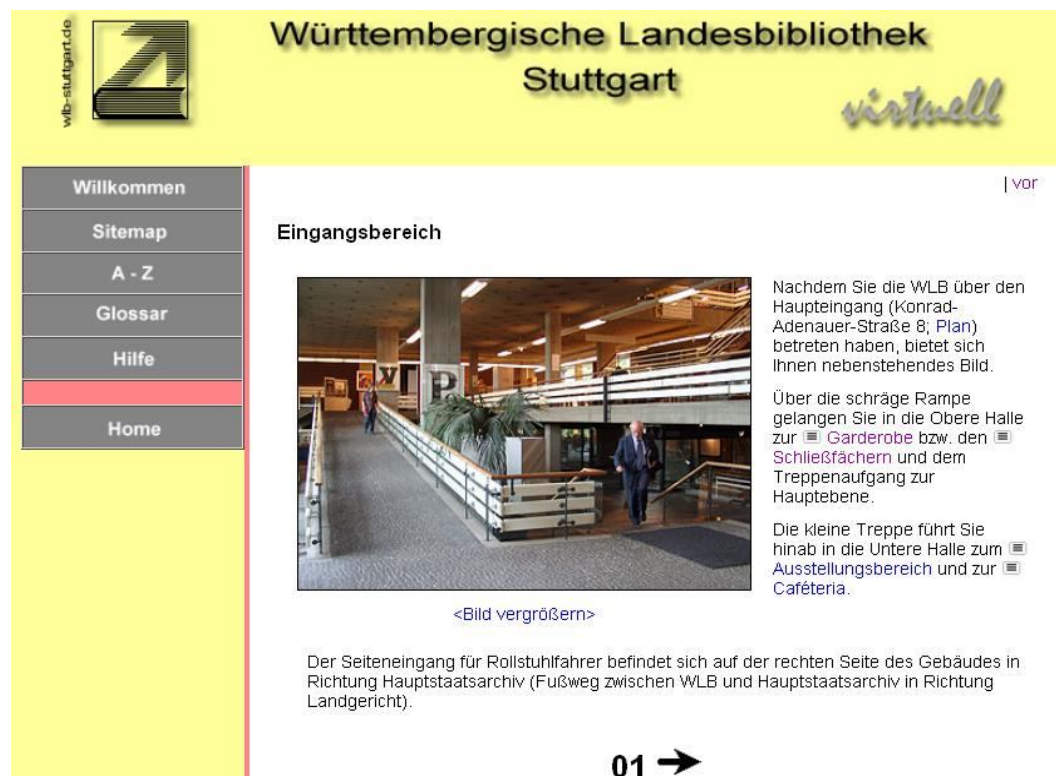 wlb-stuttgart.de
Württembergische Landesbibliothek
Stuttgart
virtuell
Willkommen
Sitemap
A - Z
Glossar
Hilfe
Home
| vor
Eingangsbereich
V P
Nachdem Sie die WLB über den
Haupteingang (Konrad-
Adenauer-Straße 8; Plan)
betreten haben, bietet sich
Ihnen nebenstehendes Bild.
Über die schräge Rampe
gelangen Sie in die Obere Halle
zur Garderobe bzw. den
Schließfächern und dem
Treppenaufgang zur
Hauptebene.
Die kleine Treppe führt Sie
hinab in die Untere Halle zum
Ausstellungsbereich und zur
Caféteria.
<Bild vergrößern>
Der Seiteneingang für Rollstuhlfahrer befindet sich auf der rechten Seite des Gebäudes in
Richtung Hauptstaatsarchiv (Fußweg zwischen WLB und Hauptstaatsarchiv in Richtung
Landgericht).
01